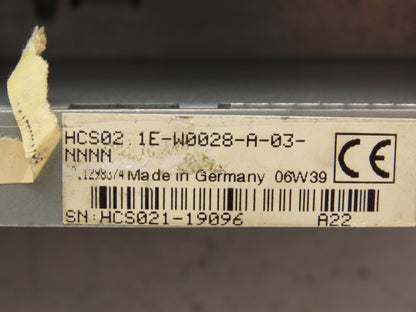 HCS02.1E-W0028-A-03-
NNNN
Made in Germany 06W39
CE
SN:HCS021-19096 A22